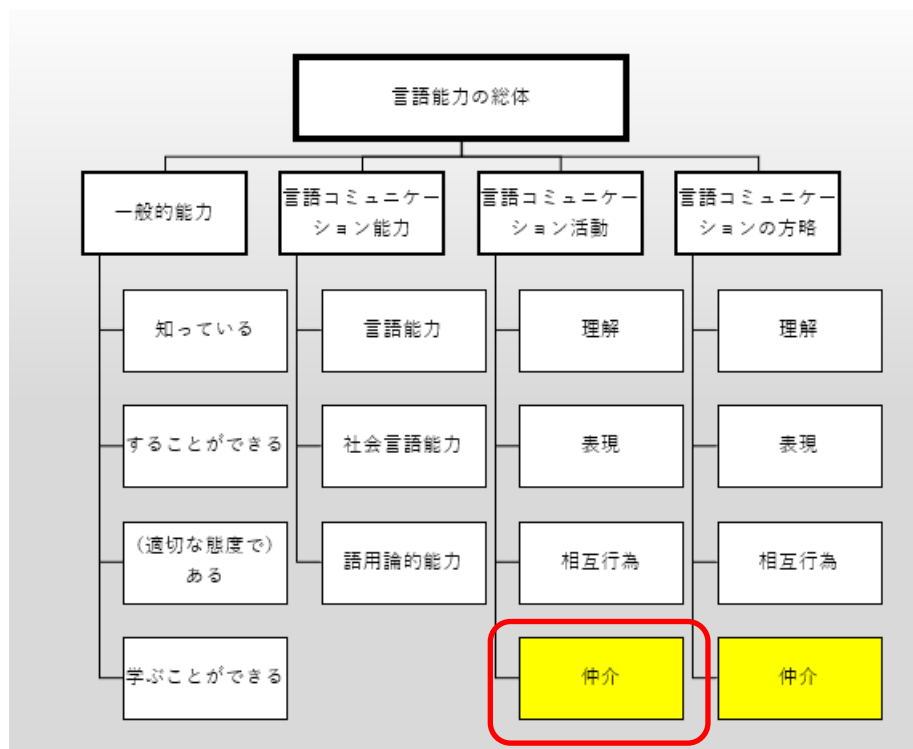 言語能力の総体
一般的能力
言語コミュニケー
ション能力
言語コミュニケー
ション活動
言語コミュニケー
ションの方略
知っている
言語能力
理解
理解
することができる
社会言語能力
表現
表現
(適切な態度で)
ある
語用論的能力
相互行為
相互行為
学ぶことができる
仲介
仲介